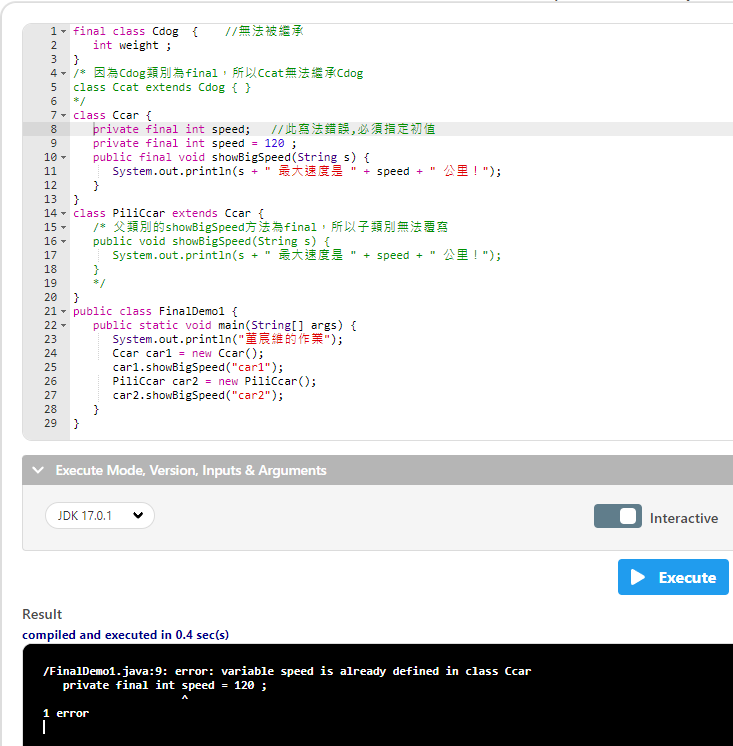 1 final class Cdog  {    //無法被繼承
2    int weight ;
3 }
4 /* 因為Cdog類別為final，所以Ccat無法繼承Cdog
5 class Ccat extends Cdog { }
6 */
7 class Ccar {
8    private final int speed;   //此寫法錯誤,必須指定初值
9    private final int speed = 120 ;
10    public final void showBigSpeed(String s) {
11       System.out.println(s + " 最大速度是 " + speed + " 公里！");
12    }
13 }
14 class PiliCcar extends Ccar {
15    /* 父類別的showBigSpeed方法為final，所以子類別無法覆寫
16    public void showBigSpeed(String s) {
17       System.out.println(s + " 最大速度是 " + speed + " 公里！");
18    }
19    */
20 }
21 public class FinalDemo1 {
22    public static void main(String[] args) {
23       System.out.println("董宸維的作業");
24       Ccar car1 = new Ccar();
25       car1.showBigSpeed("car1");
26       PiliCcar car2 = new PiliCcar();
27       car2.showBigSpeed("car2");
28    }
29 }
Execute Mode, Version, Inputs & Arguments
JDK 17.0.1
Interactive
Execute
Result
compiled and executed in 0.4 sec(s)
/FinalDemo1.java:9: error: variable speed is already defined in class Ccar
   private final int speed = 120 ;
                     ^
1 error